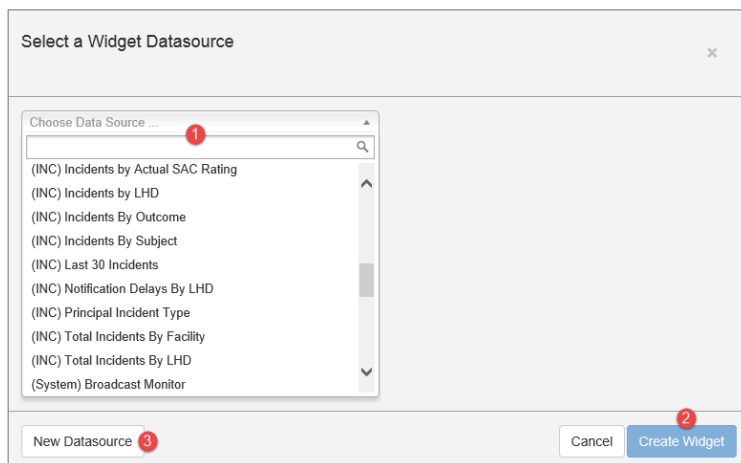 Select a Widget Datasource
×
Choose Data Source ...
1
(INC) Incidents by Actual SAC Rating
(INC) Incidents by LHD
(INC) Incidents By Outcome
(INC) Incidents By Subject
(INC) Last 30 Incidents
(INC) Notification Delays By LHD
(INC) Principal Incident Type
(INC) Total Incidents By Facility
(INC) Total Incidents By LHD
(System) Broadcast Monitor
2
New Datasource 3 Cancel Create Widget